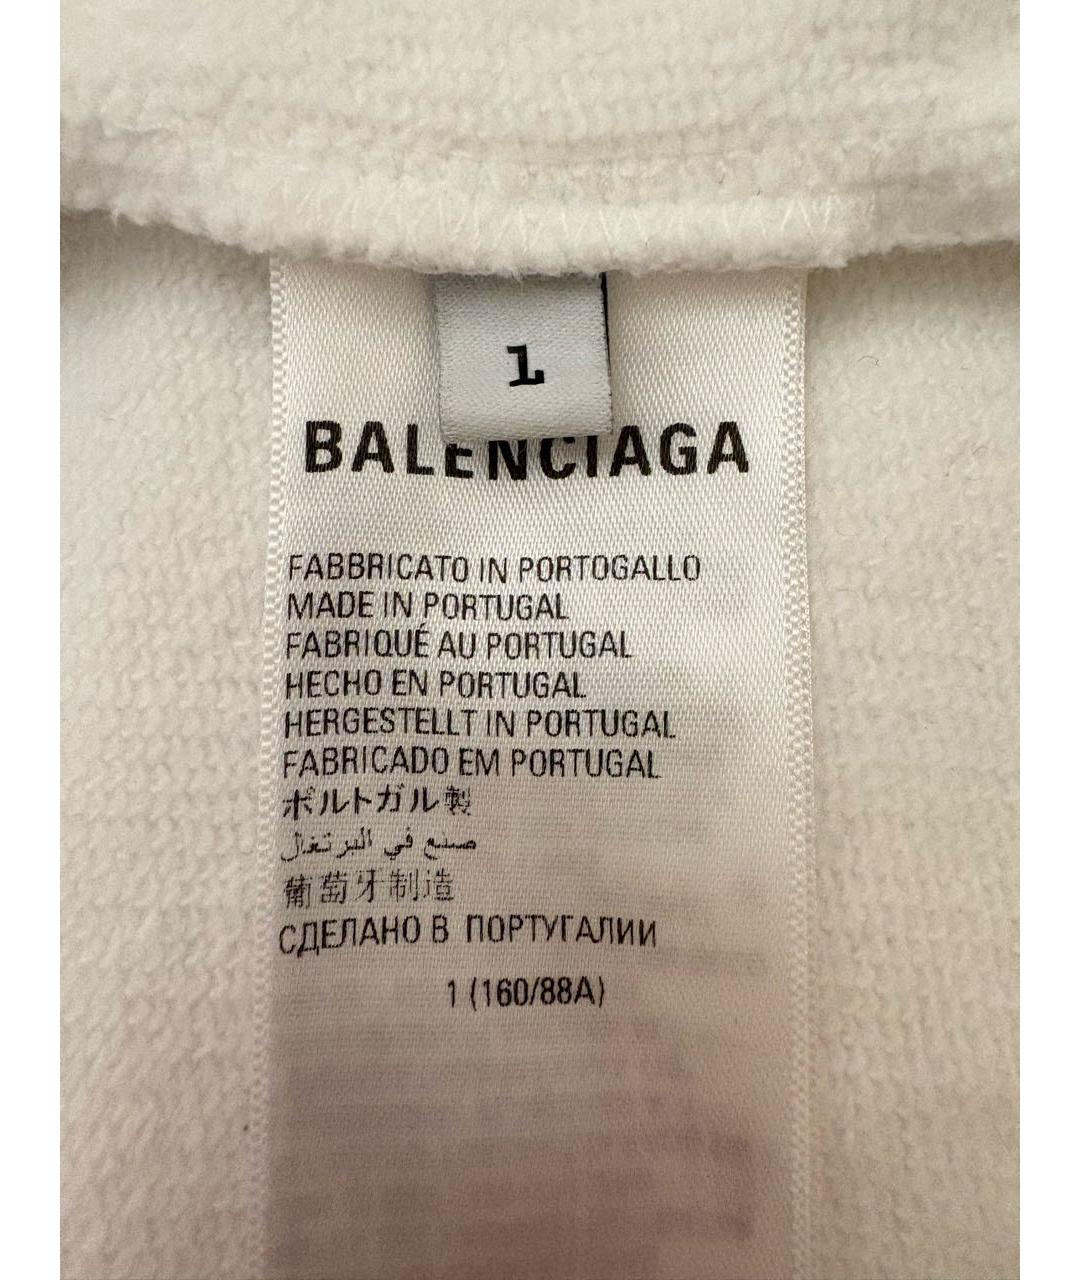 1
BALENCIAGA
FABBRICATO IN PORTOGALLO
MADE IN PORTUGAL
FABRIQUÉ AU PORTUGAL
HECHO EN PORTUGAL
HERGESTELLT IN PORTUGAL
FABRICADO EM PORTUGAL
ポルトガル製
صنع في البرتغال
葡萄牙制造
СДЕЛАНО В ПОРТУГАЛИИ
1 (160/88A)